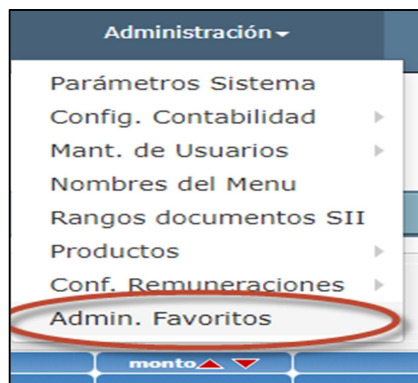 Administración
Parámetros Sistema
Config. Contabilidad
Mant. de Usuarios
Nombres del Menu
Rangos documentos SII
Productos
Conf. Remuneraciones
Admin. Favoritos
monto